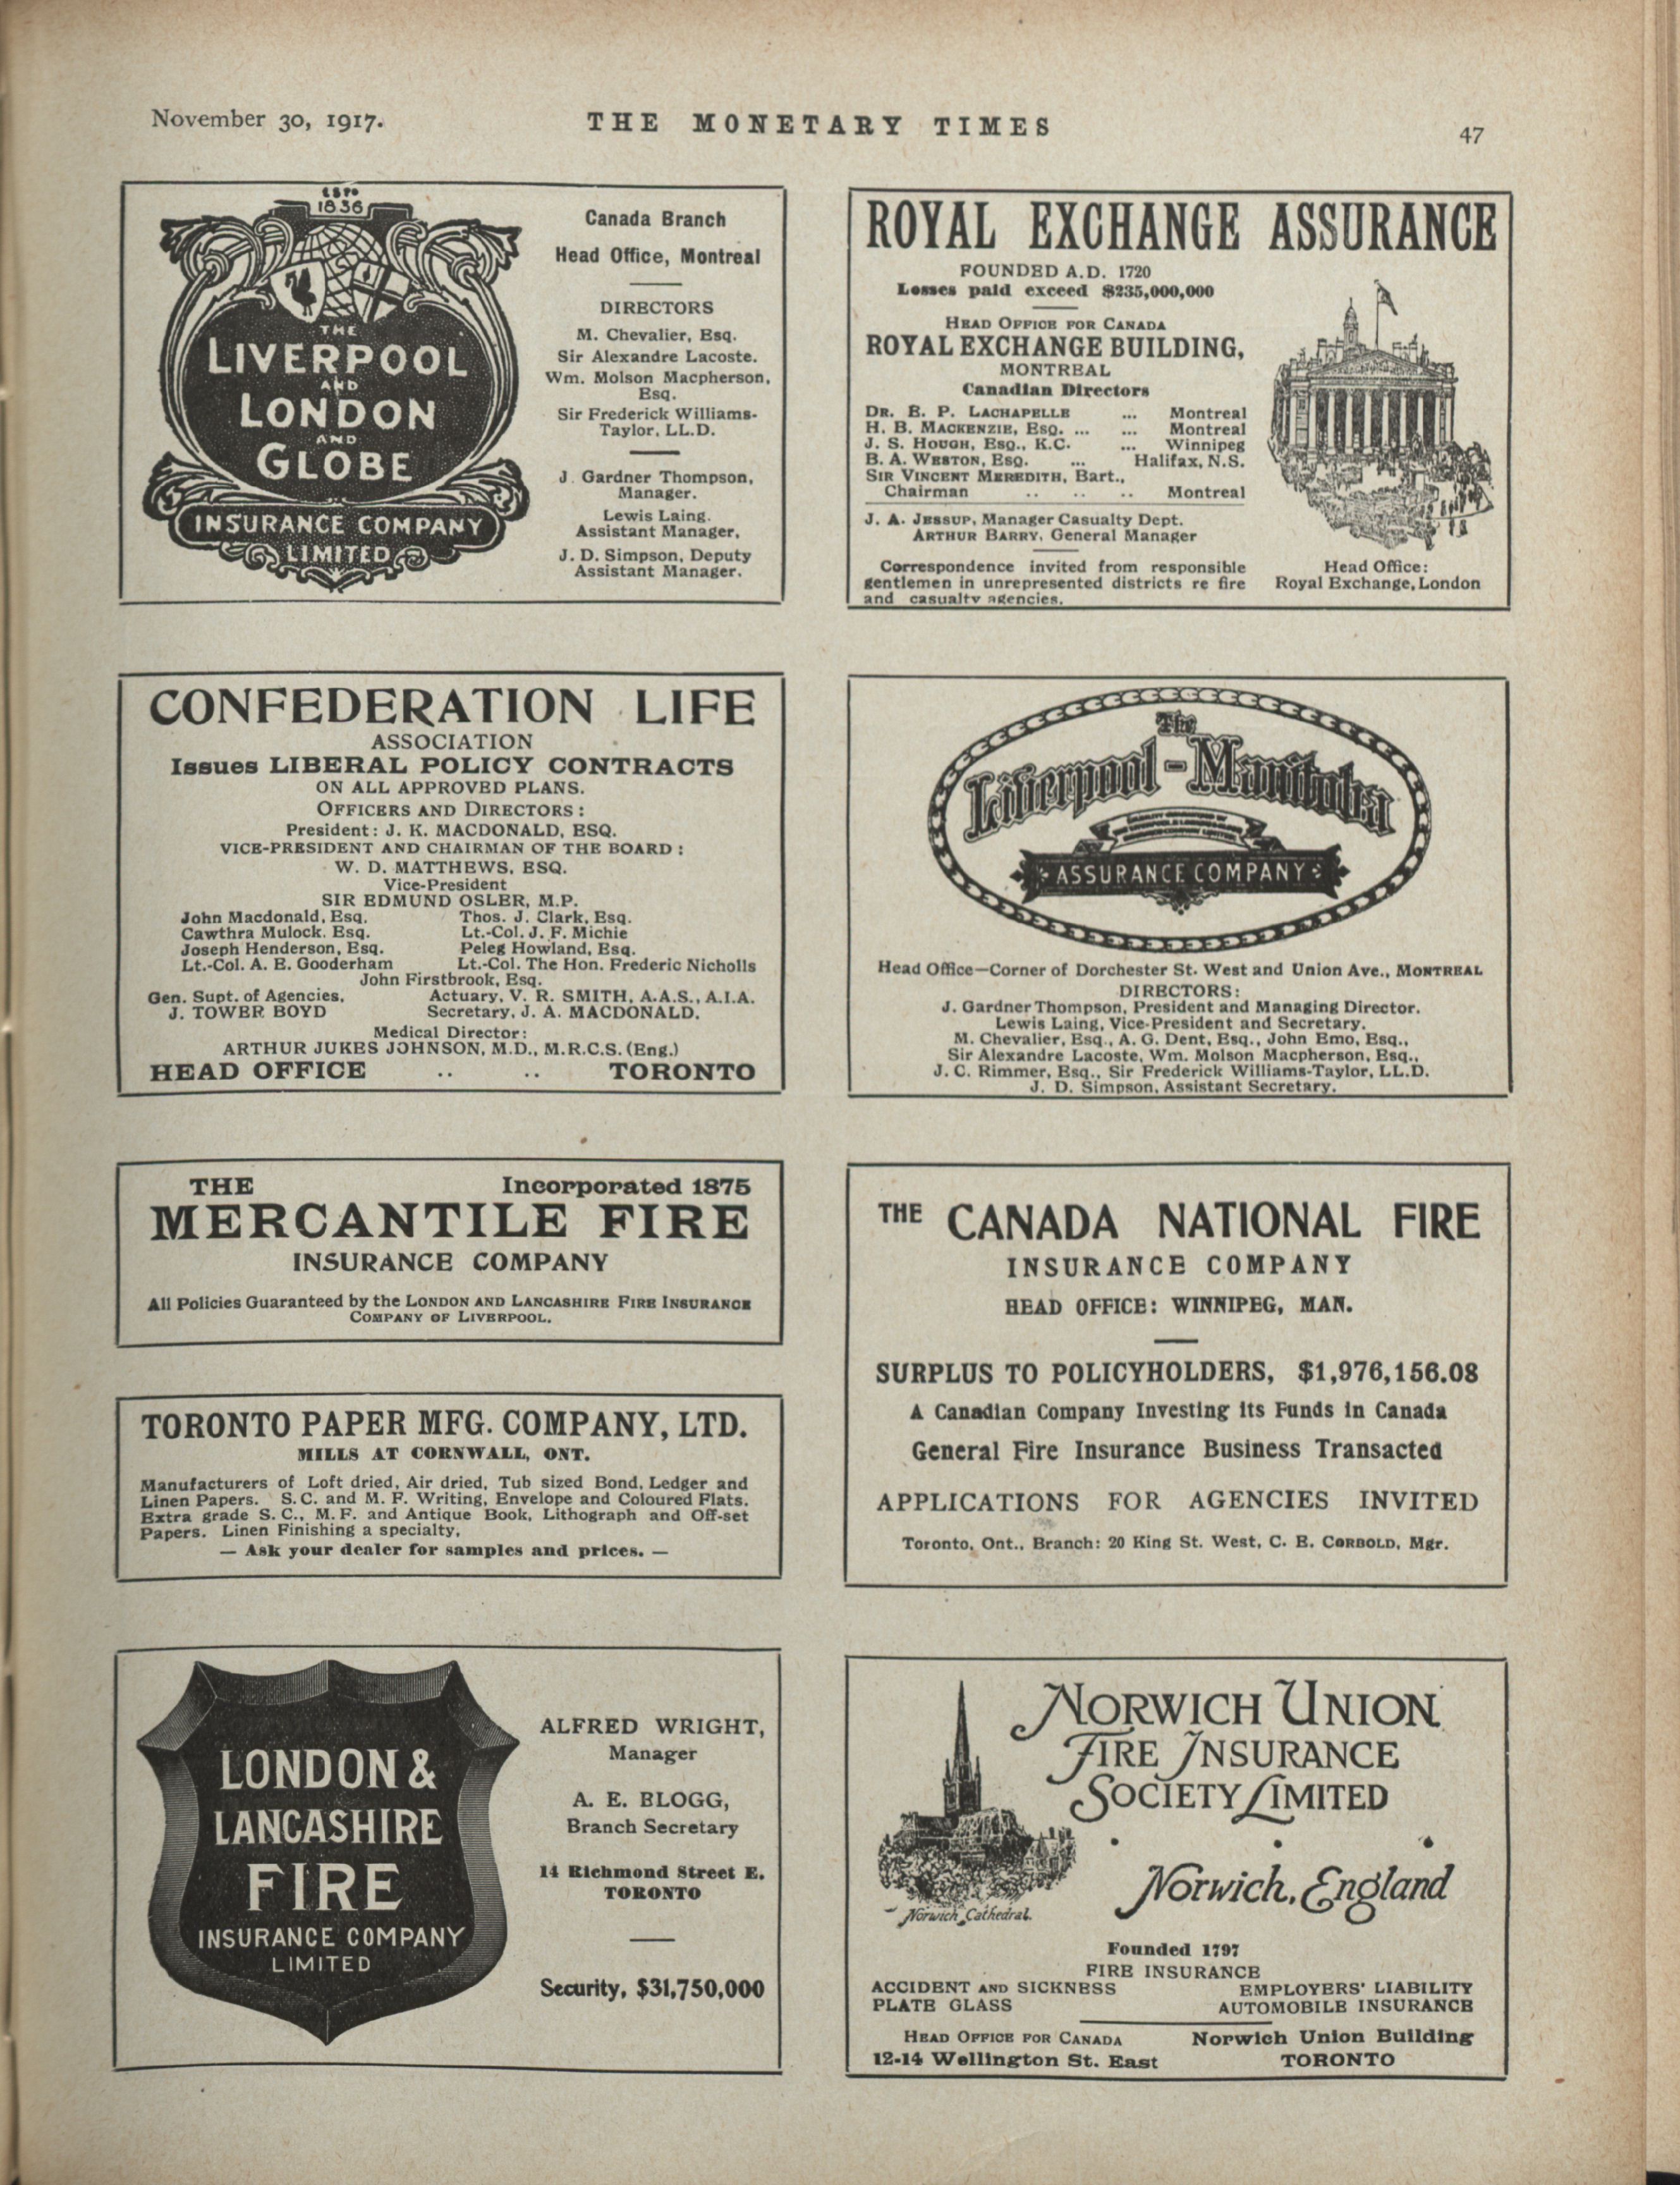 November 30, 1917.
THE MONETARY TIMES
47
ESTD
1836
THE
LIVERPOOL
AND
LONDON
AND
GLOBE
INSURANCE COMPANY
LIMITED
Canada Branch
Head Office, Montreal
DIRECTORS
M. Chevalier, Esq.
Sir Alexandre Lacoste.
Wm. Molson Macpherson,
Esq.
Sir Frederick Williams-
Taylor, LL.D.
J. Gardner Thompson,
Manager.
Lewis Laing.
Assistant Manager,
J. D. Simpson, Deputy
Assistant Manager.
ROYAL EXCHANGE ASSURANCE
FOUNDED A.D. 1720
Losses paid exceed $235,000,000
HEAD OFFICE FOR CANADA
ROYAL EXCHANGE BUILDING,
MONTREAL
Canadian Directors
DR. E. P. LACHAPELLE ... Montreal
H. B. MACKENZIE, ESQ. ... ... Montreal
J. S. HOUGH, ESQ., K.C. ... Winnipeg
B. A. WESTON, ESQ. ... Halifax, N.S.
SIR VINCENT MEREDITH, Bart.,
Chairman .. .. .. Montreal
J. A. JESSUP, Manager Casualty Dept.
ARTHUR BARRY, General Manager
Correspondence invited from responsible
gentlemen in unrepresented districts re fire
and casualty agencies.
Head Office:
Royal Exchange, London
CONFEDERATION LIFE
ASSOCIATION
Issues LIBERAL POLICY CONTRACTS
ON ALL APPROVED PLANS.
OFFICERS AND DIRECTORS:
President: J. K. MACDONALD, ESQ.
VICE-PRESIDENT AND CHAIRMAN OF THE BOARD:
W. D. MATTHEWS, ESQ.
Vice-President
SIR EDMUND OSLER, M.P.
John Macdonald, Esq. Thos. J. Clark, Esq.
Cawthra Mulock. Esq. Lt.-Col. J. F. Michie
Joseph Henderson, Esq. Peleg Howland, Esq.
Lt.-Col. A. E. Gooderham Lt.-Col. The Hon. Frederic Nicholls
John Firstbrook, Esq.
Gen. Supt. of Agencies, Actuary, V. R. SMITH, A.A.S., A.I.A.
J. TOWER BOYD Secretary, J. A. MACDONALD.
Medical Director:
ARTHUR JUKES JOHNSON, M.D., M.R.C.S. (Eng.)
HEAD OFFICE .. .. TORONTO
The
Liverpool-Manitoba
ASSURANCE COMPANY
Head Office—Corner of Dorchester St. West and Union Ave., MONTREAL
DIRECTORS:
J. Gardner Thompson, President and Managing Director.
Lewis Laing, Vice-President and Secretary.
M. Chevalier, Esq., A. G. Dent, Esq., John Emo, Esq.,
Sir Alexandre Lacoste, Wm. Molson Macpherson, Esq.,
J. C. Rimmer, Esq., Sir Frederick Williams-Taylor, LL.D.
J. D. Simpson, Assistant Secretary.
THE Incorporated 1875
MERCANTILE FIRE
INSURANCE COMPANY
All Policies Guaranteed by the LONDON AND LANCASHIRE FIRE INSURANCE
COMPANY OF LIVERPOOL.
THE CANADA NATIONAL FIRE
INSURANCE COMPANY
HEAD OFFICE: WINNIPEG, MAN.
SURPLUS TO POLICYHOLDERS, $1,976,156.08
A Canadian Company Investing its Funds in Canada
General Fire Insurance Business Transacted
APPLICATIONS FOR AGENCIES INVITED
Toronto, Ont., Branch: 20 King St. West, C. E. CORBOLD, Mgr.
TORONTO PAPER MFG. COMPANY, LTD.
MILLS AT CORNWALL, ONT.
Manufacturers of Loft dried, Air dried, Tub sized Bond, Ledger and
Linen Papers. S. C. and M. F. Writing, Envelope and Coloured Flats.
Extra grade S. C., M. F. and Antique Book, Lithograph and Off-set
Papers. Linen Finishing a specialty,
— Ask your dealer for samples and prices. —
LONDON &
LANCASHIRE
FIRE
INSURANCE COMPANY
LIMITED
ALFRED WRIGHT,
Manager
A. E. BLOGG,
Branch Secretary
14 Richmond Street E.
TORONTO
Security, $31,750,000
NORWICH UNION
FIRE INSURANCE
SOCIETY LIMITED
Norwich, England
Norwich Cathedral.
Founded 1797
FIRE INSURANCE
ACCIDENT AND SICKNESS EMPLOYERS' LIABILITY
PLATE GLASS AUTOMOBILE INSURANCE
HEAD OFFICE FOR CANADA Norwich Union Building
12-14 Wellington St. East TORONTO